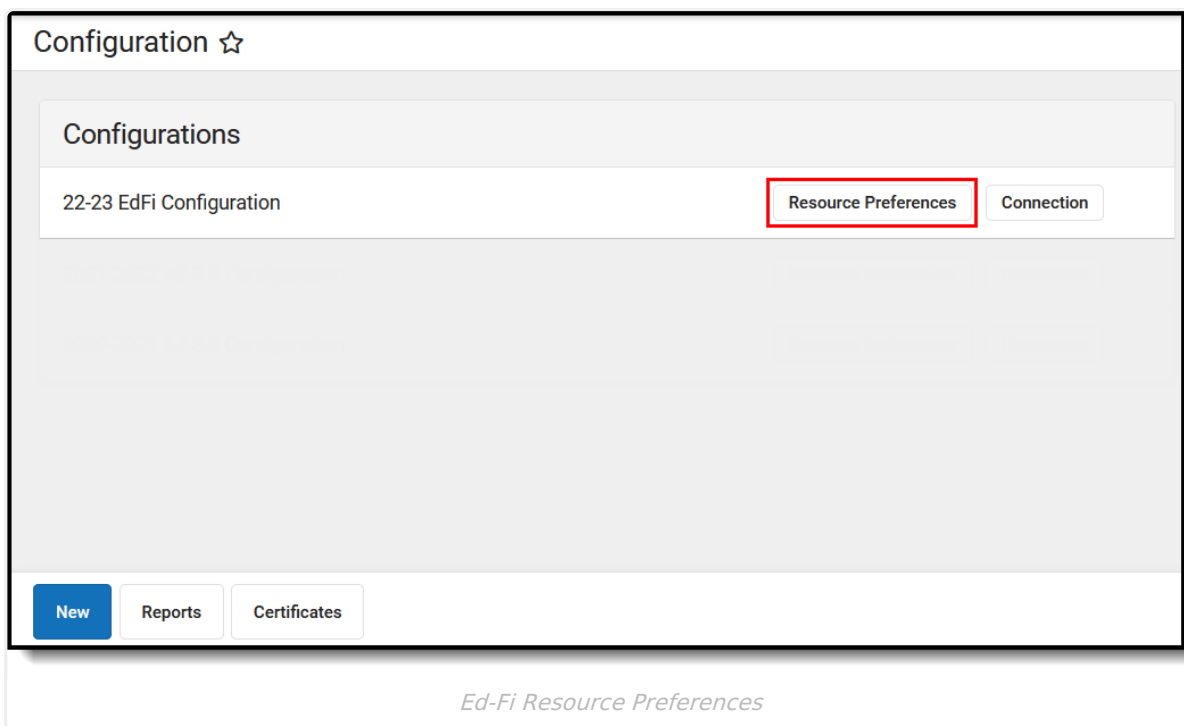 Configuration
Configurations
22-23 EdFi Configuration Resource Preferences Connection
New Reports Certificates
Ed-Fi Resource Preferences